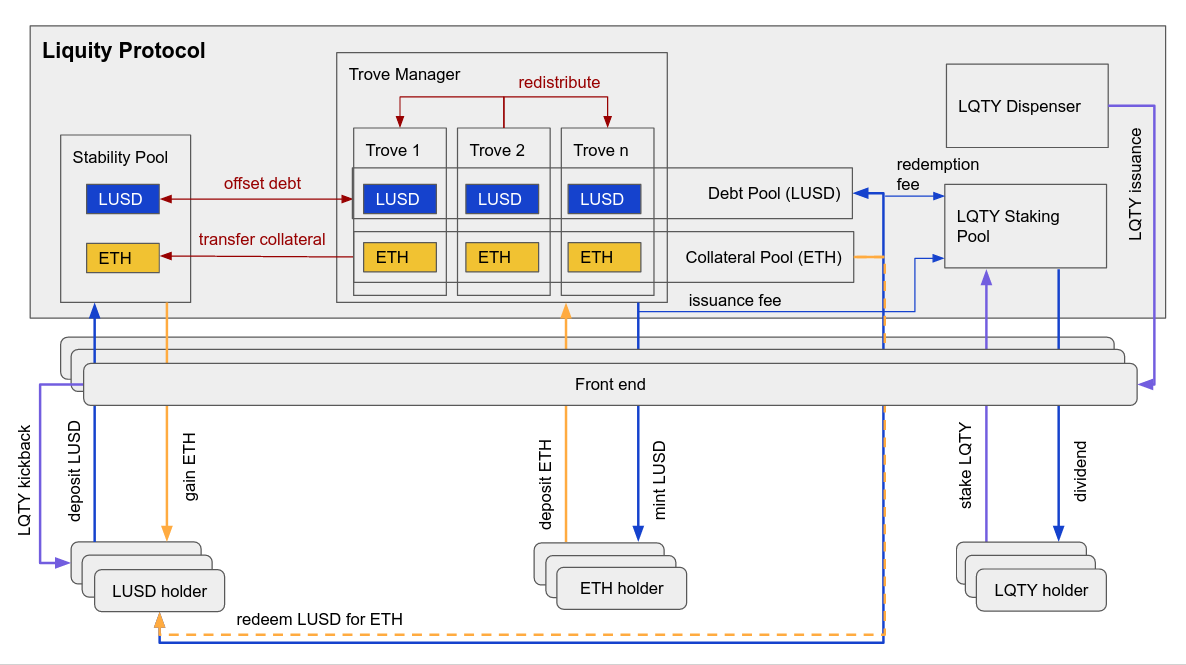 Liquity Protocol
Trove Manager
redistribute
LQTY Dispenser
Stability Pool
Trove 1
Trove 2
Trove n
redemption
fee
LQTY issuance
LUSD
offset debt
LUSD
LUSD
LUSD
Debt Pool (LUSD)
LQTY Staking
Pool
ETH
transfer collateral
ETH
ETH
ETH
Collateral Pool (ETH)
issuance fee
Front end
LQTY kickback
deposit LUSD
gain ETH
deposit ETH
mint LUSD
stake LQTY
dividend
LUSD holder
ETH holder
LQTY holder
redeem LUSD for ETH